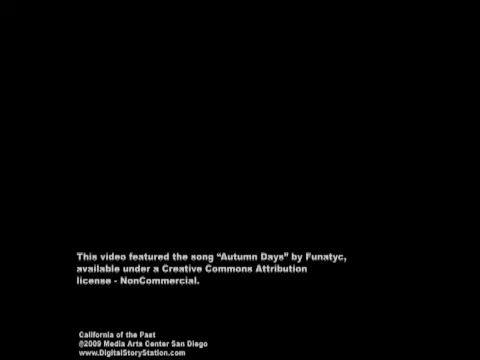 This video featured the song “Autumn Days” by Funatyc,
available under a Creative Commons Attribution
license - NonCommercial.
California of the Past
©2009 Media Arts Center San Diego
www.DigitalStoryStation.com